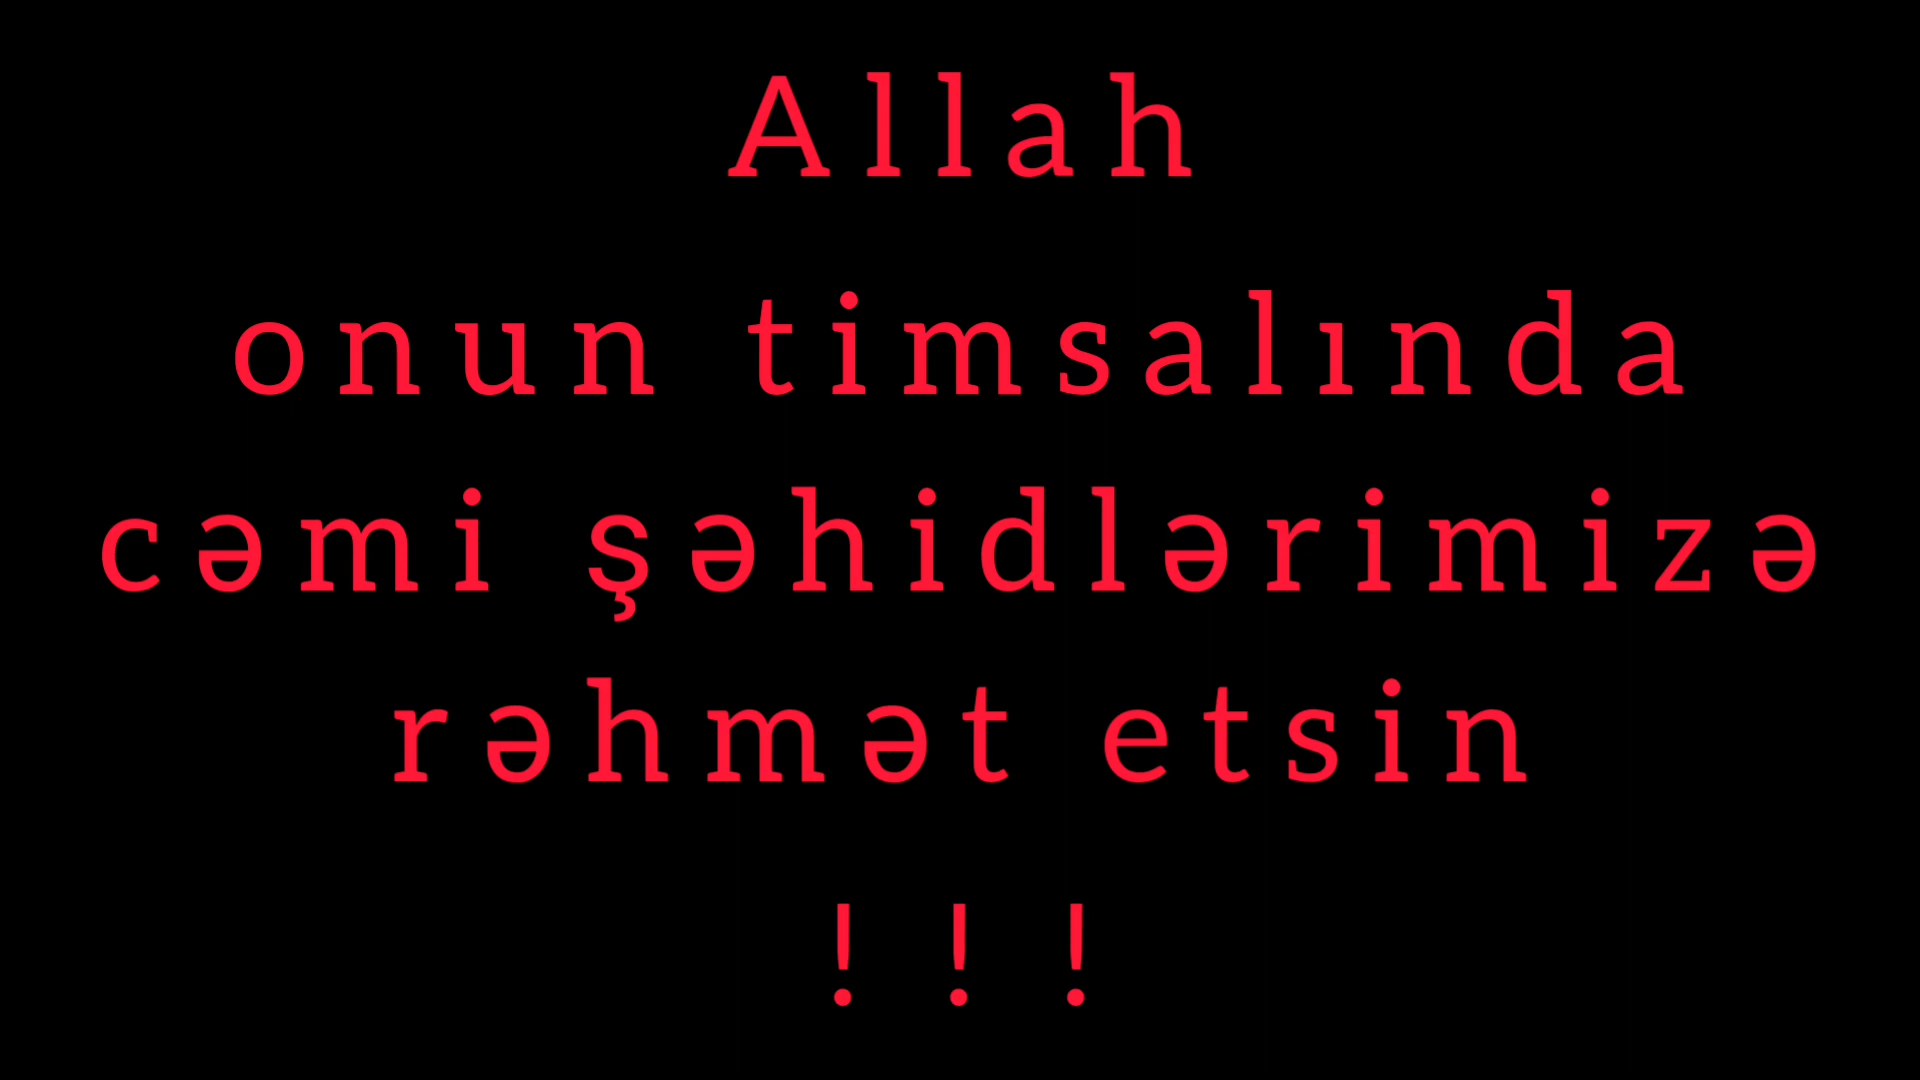 Allah
onun timsalında
cəmi şəhidlərimizə
rəhmət etsin
! ! !